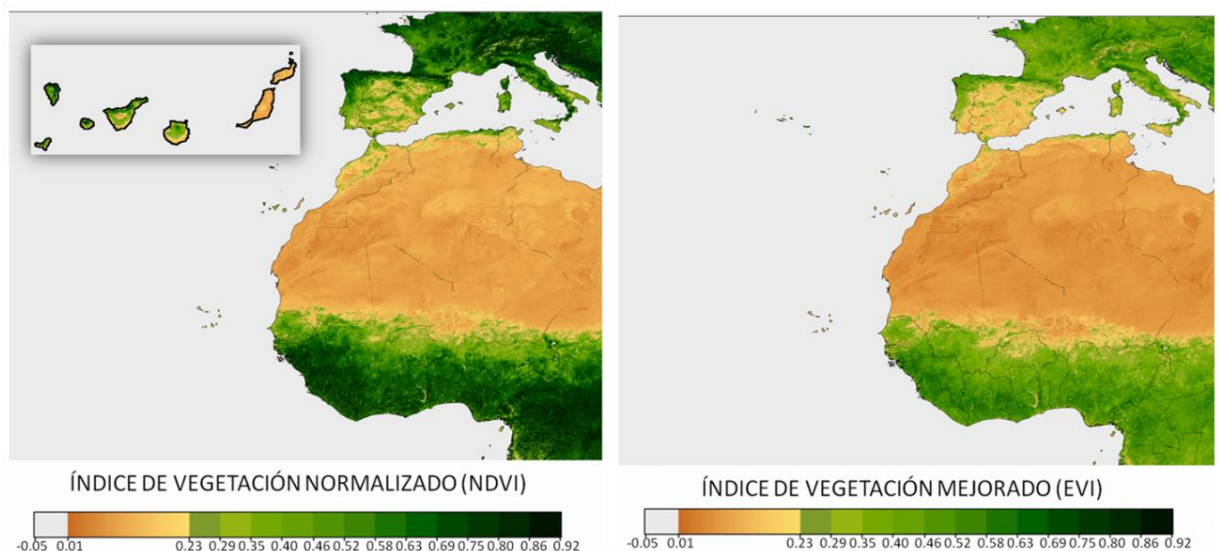 ÍNDICE DE VEGETACIÓN NORMALIZADO (NDVI)
-0.05 0.01 0.23 0.29 0.35 0.40 0.46 0.52 0.58 0.63 0.69 0.75 0.80 0.86 0.92
ÍNDICE DE VEGETACIÓN MEJORADO (EVI)
-0.05 0.01 0.23 0.29 0.35 0.40 0.46 0.52 0.58 0.63 0.69 0.75 0.80 0.86 0.92